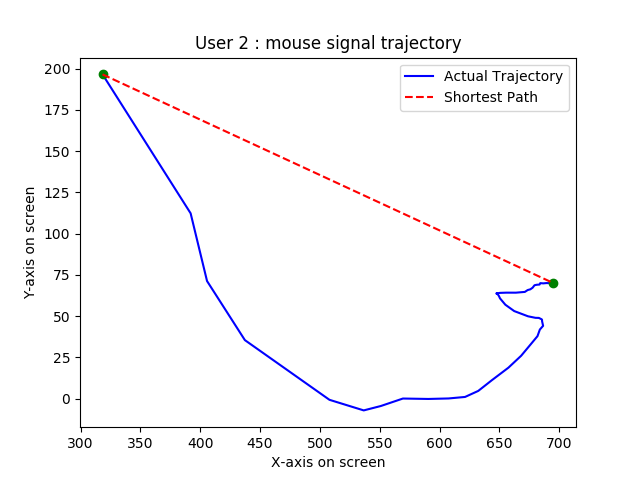 User 2 : mouse signal trajectory
Actual Trajectory
Shortest Path
200
175
150
125
100
75
50
25
0
Y-axis on screen
300 350 400 450 500 550 600 650 700
X-axis on screen